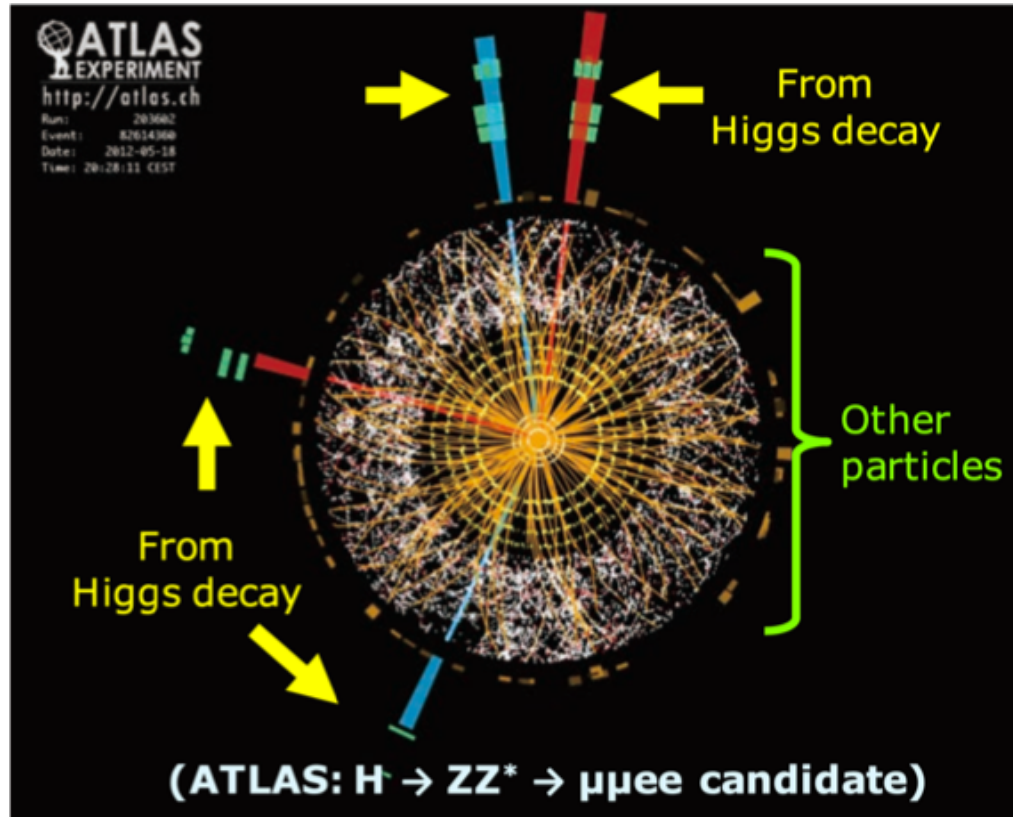 ATLAS
EXPERIMENT
http://atlas.ch
Run: 203602
Event: 82614360
Date: 2012-05-18
Time: 20:28:11 CEST
From
Higgs decay
Other
particles
From
Higgs decay
(ATLAS: H → ZZ* → μμee candidate)